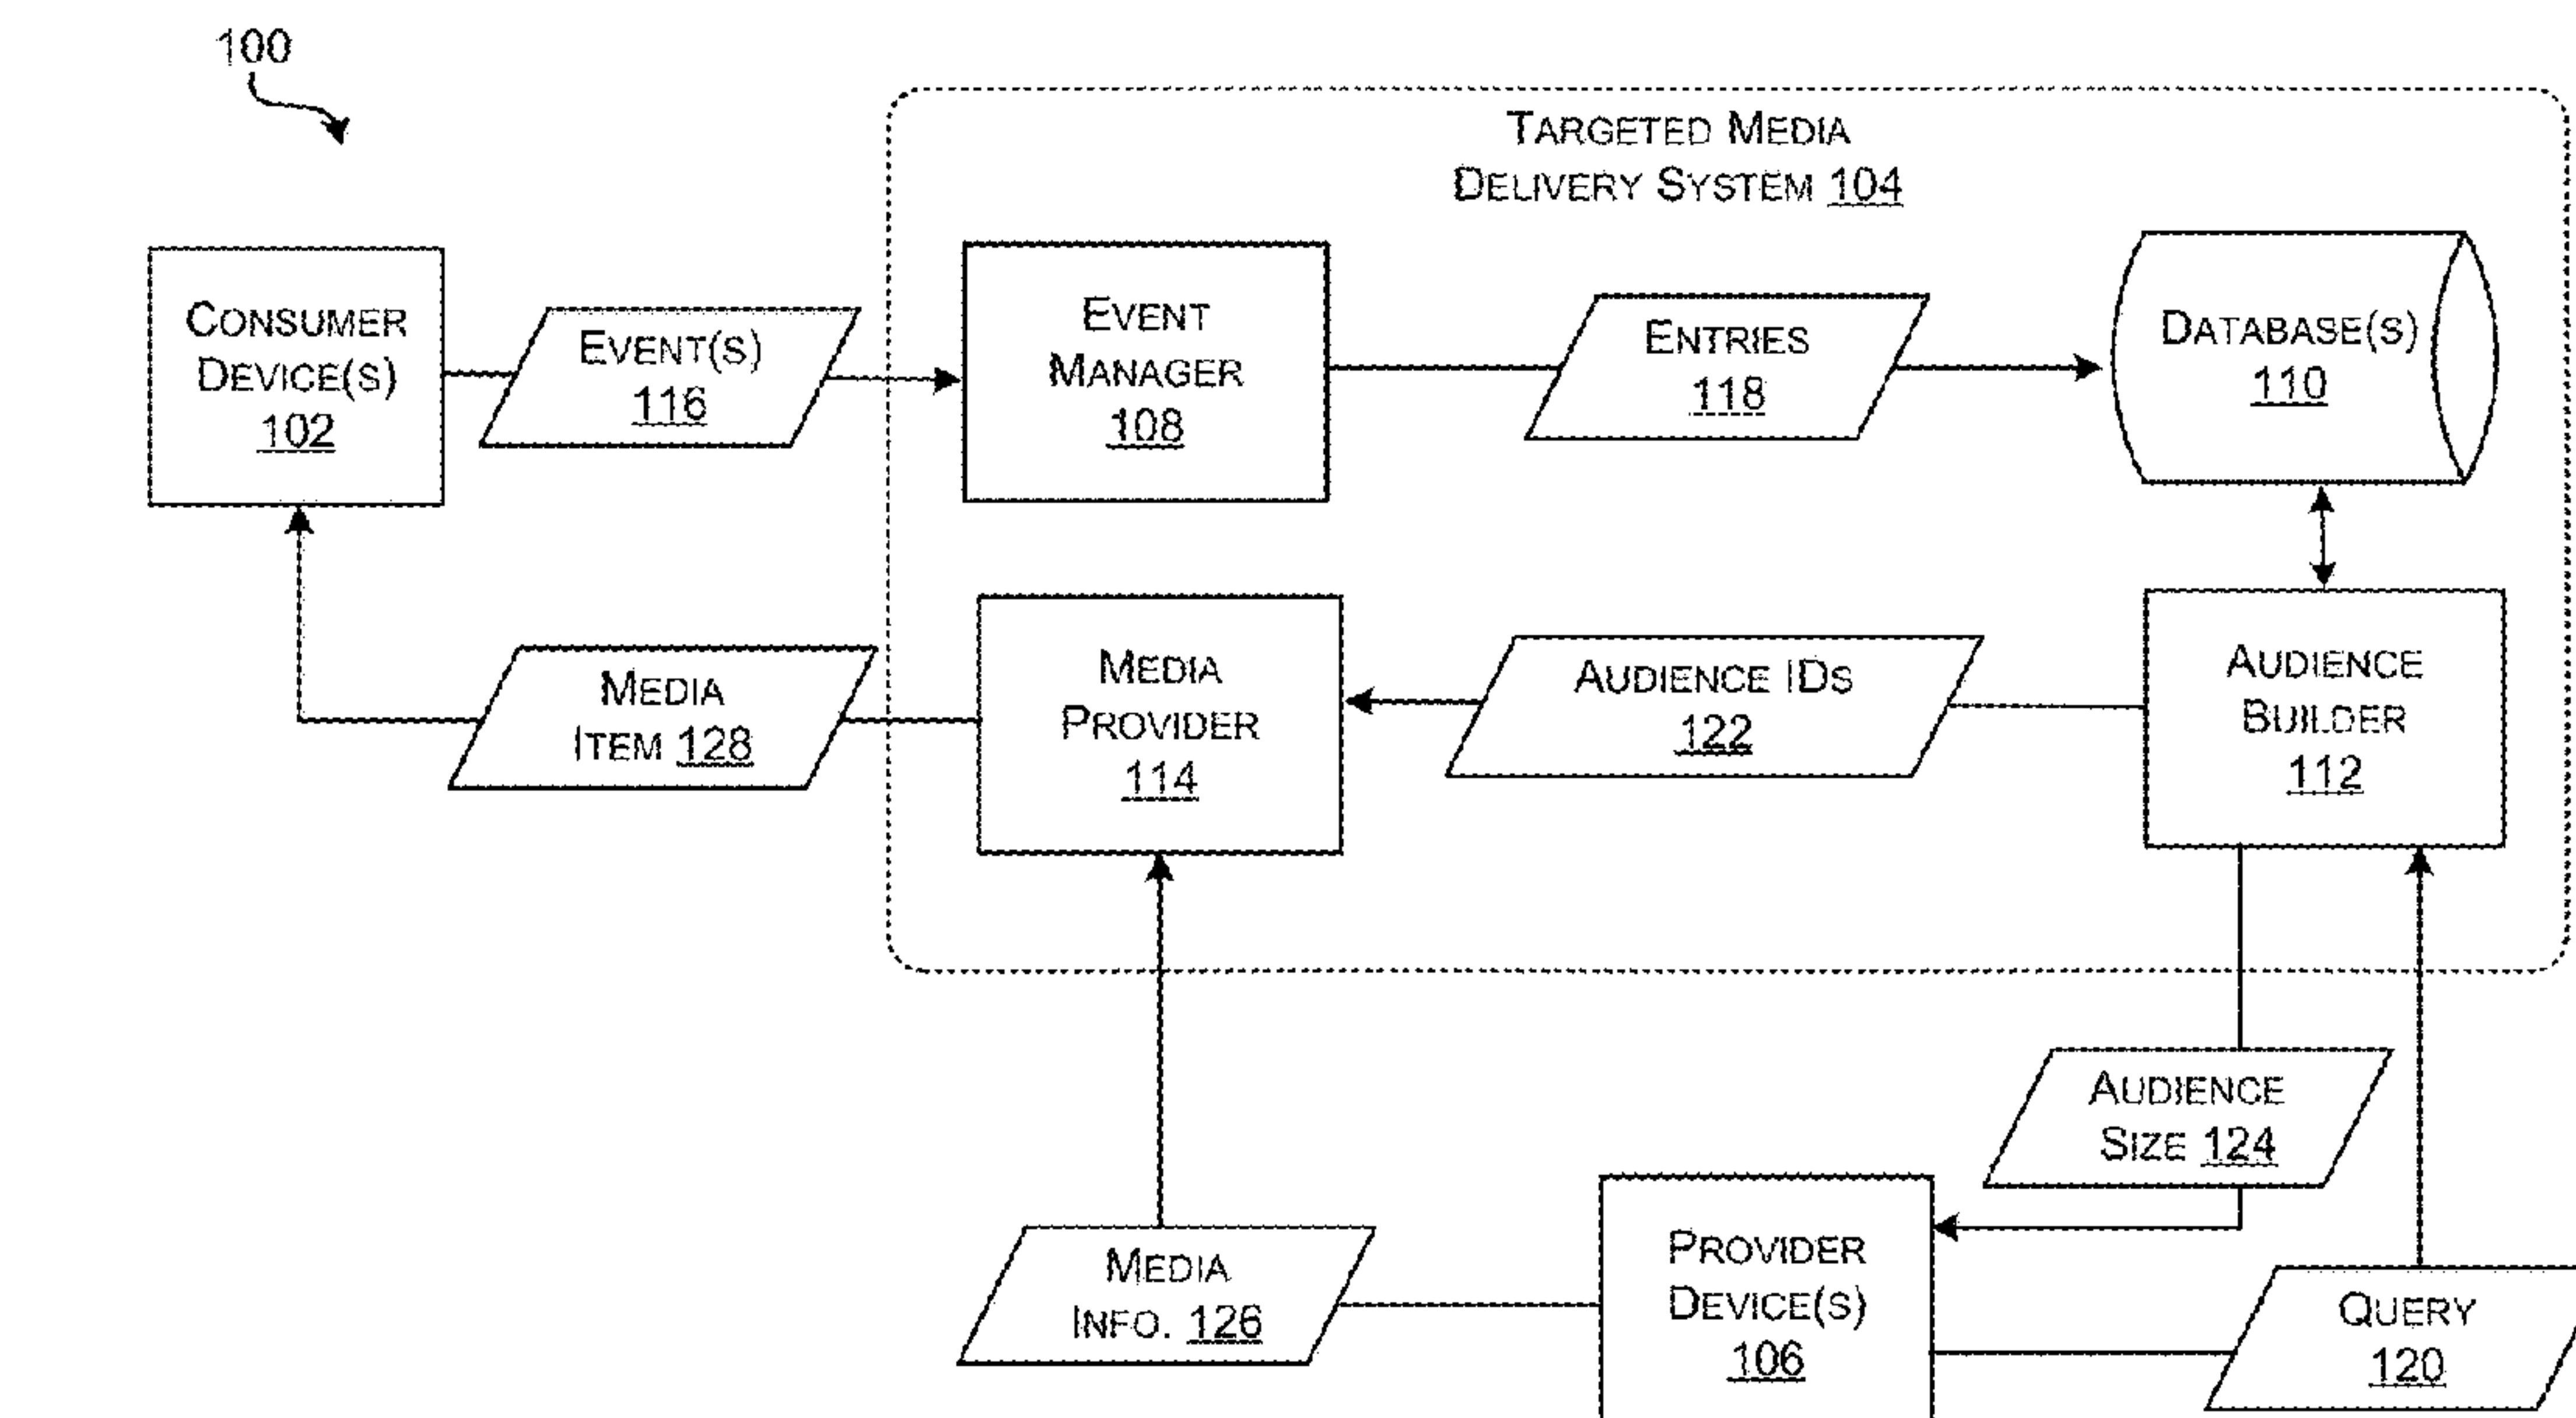 100
TARGETED MEDIA
DELIVERY SYSTEM 104
CONSUMER
DEVICE(S)
102
EVENT(S)
116
EVENT
MANAGER
108
ENTRIES
118
DATABASE(S)
110
MEDIA
ITEM 128
MEDIA
PROVIDER
114
AUDIENCE IDS
122
AUDIENCE
BUILDER
112
AUDIENCE
SIZE 124
MEDIA
INFO. 126
PROVIDER
DEVICE(S)
106
QUERY
120